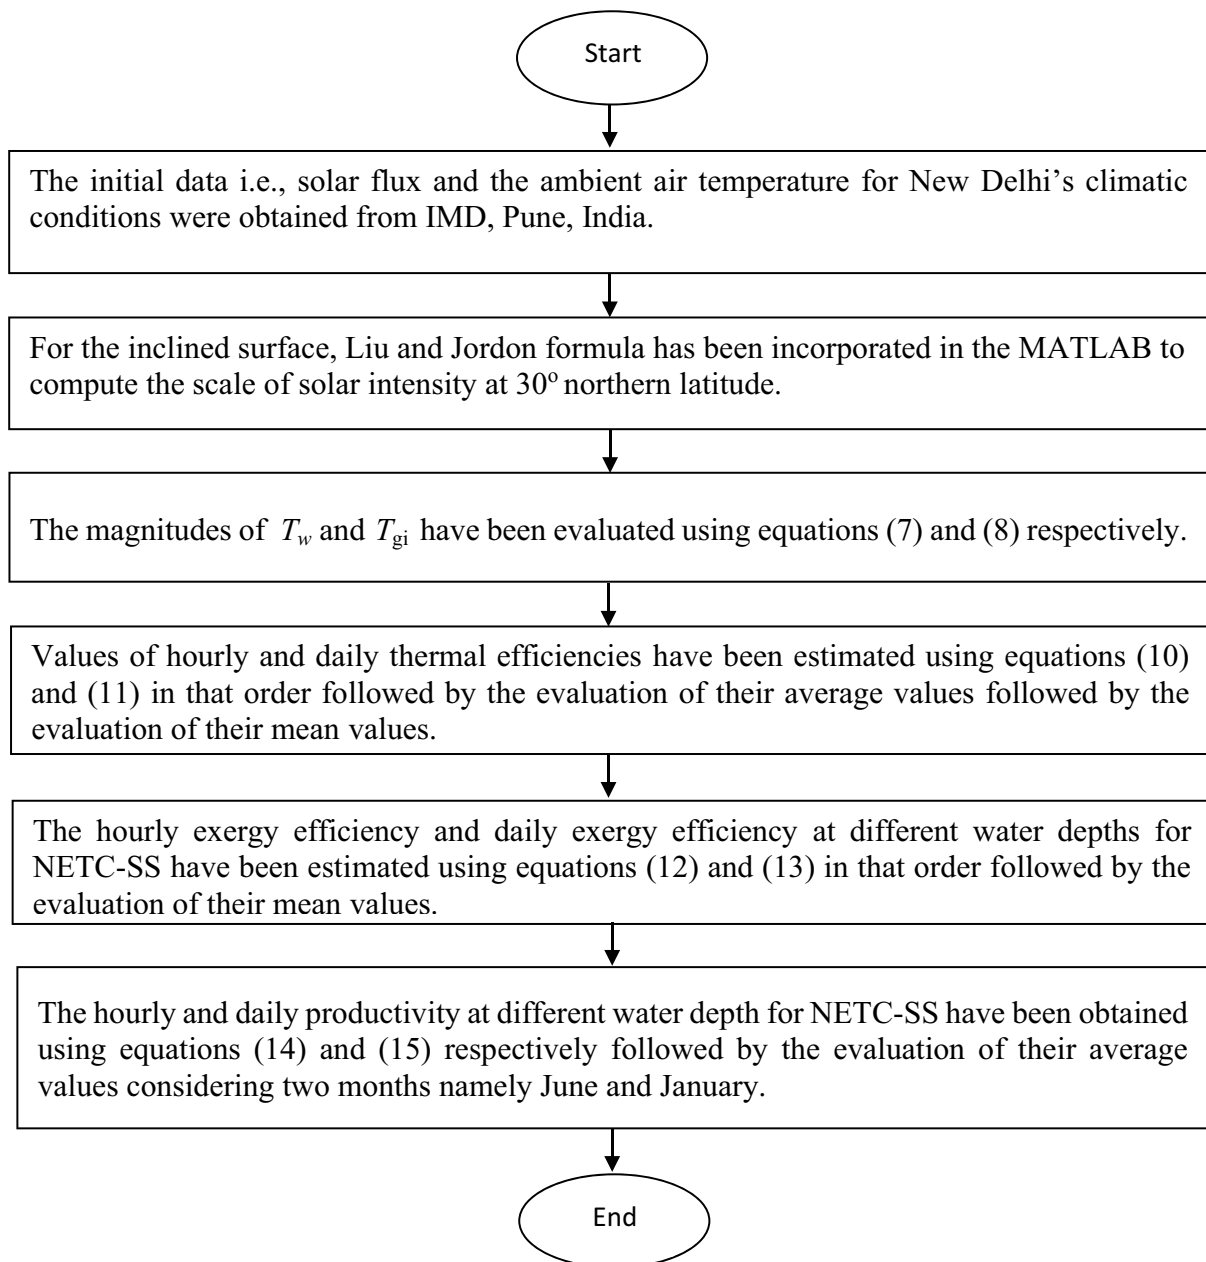 Start
The initial data i.e., solar flux and the ambient air temperature for New Delhi’s climatic
conditions were obtained from IMD, Pune, India.
For the inclined surface, Liu and Jordon formula has been incorporated in the MATLAB to
compute the scale of solar intensity at 30° northern latitude.
The magnitudes of T_w and T_gi have been evaluated using equations (7) and (8) respectively.
Values of hourly and daily thermal efficiencies have been estimated using equations (10)
and (11) in that order followed by the evaluation of their average values followed by the
evaluation of their mean values.
The hourly exergy efficiency and daily exergy efficiency at different water depths for
NETC-SS have been estimated using equations (12) and (13) in that order followed by the
evaluation of their mean values.
The hourly and daily productivity at different water depth for NETC-SS have been obtained
using equations (14) and (15) respectively followed by the evaluation of their average
values considering two months namely June and January.
End